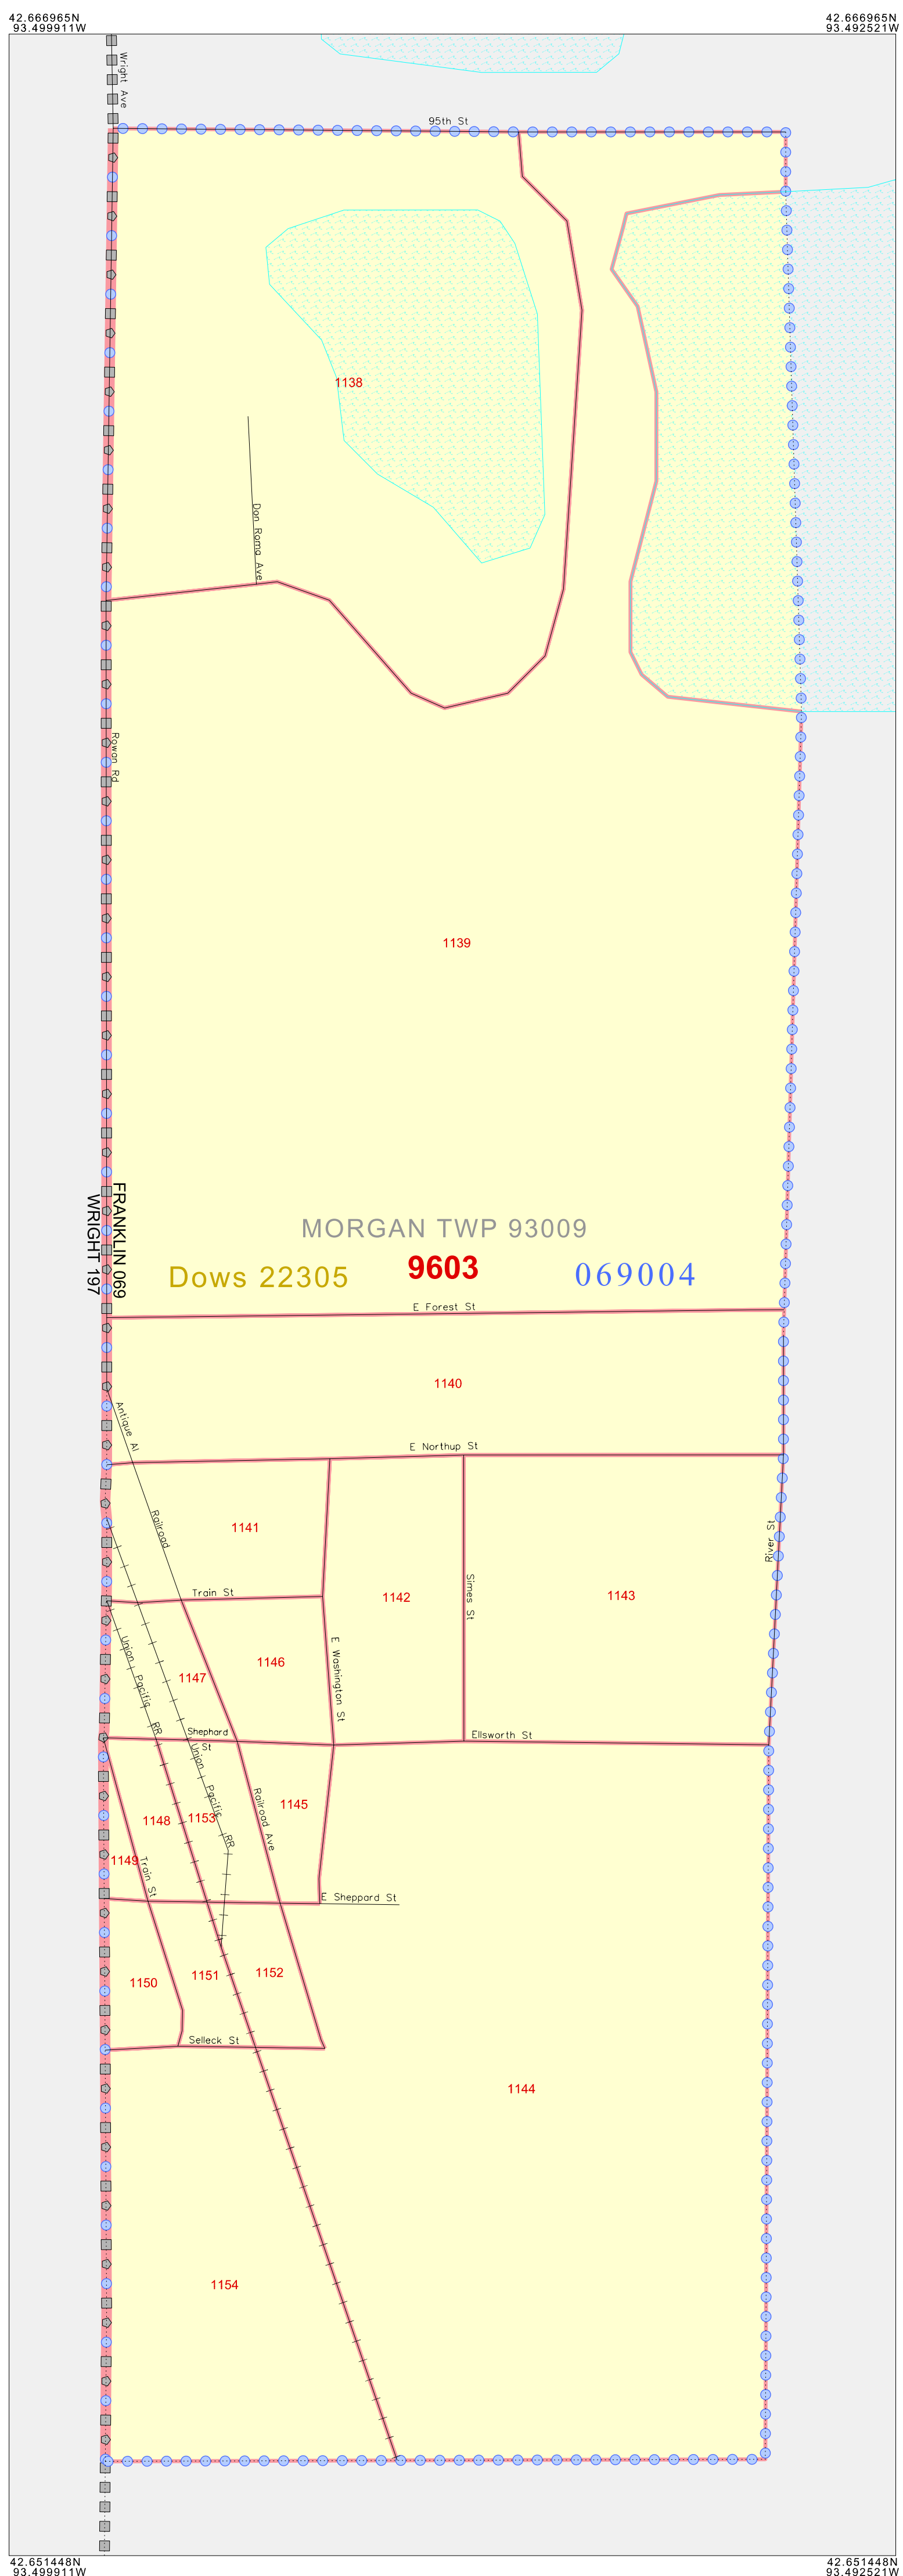 42.666965N
93.499911W
42.666965N
93.492521W
Wright Ave
95th St
1138
Don Roma Ave
Rowan Rd
1139
FRANKLIN 069
WRIGHT 197
MORGAN TWP 93009
Dows 22305
9603
069004
E Forest St
1140
Antique Al
E Northup St
Railroad
1141
River St
Train St
Simes St
1142
1143
Union Pacific RR
1147
1146
E Washington St
Shephard St
Ellsworth St
Union Pacific RR
1148
1153
Railroad Ave
1145
1149
Train St
E Sheppard St
1150
1151
1152
Selleck St
1144
1154
42.651448N
93.499911W
42.651448N
93.492521W